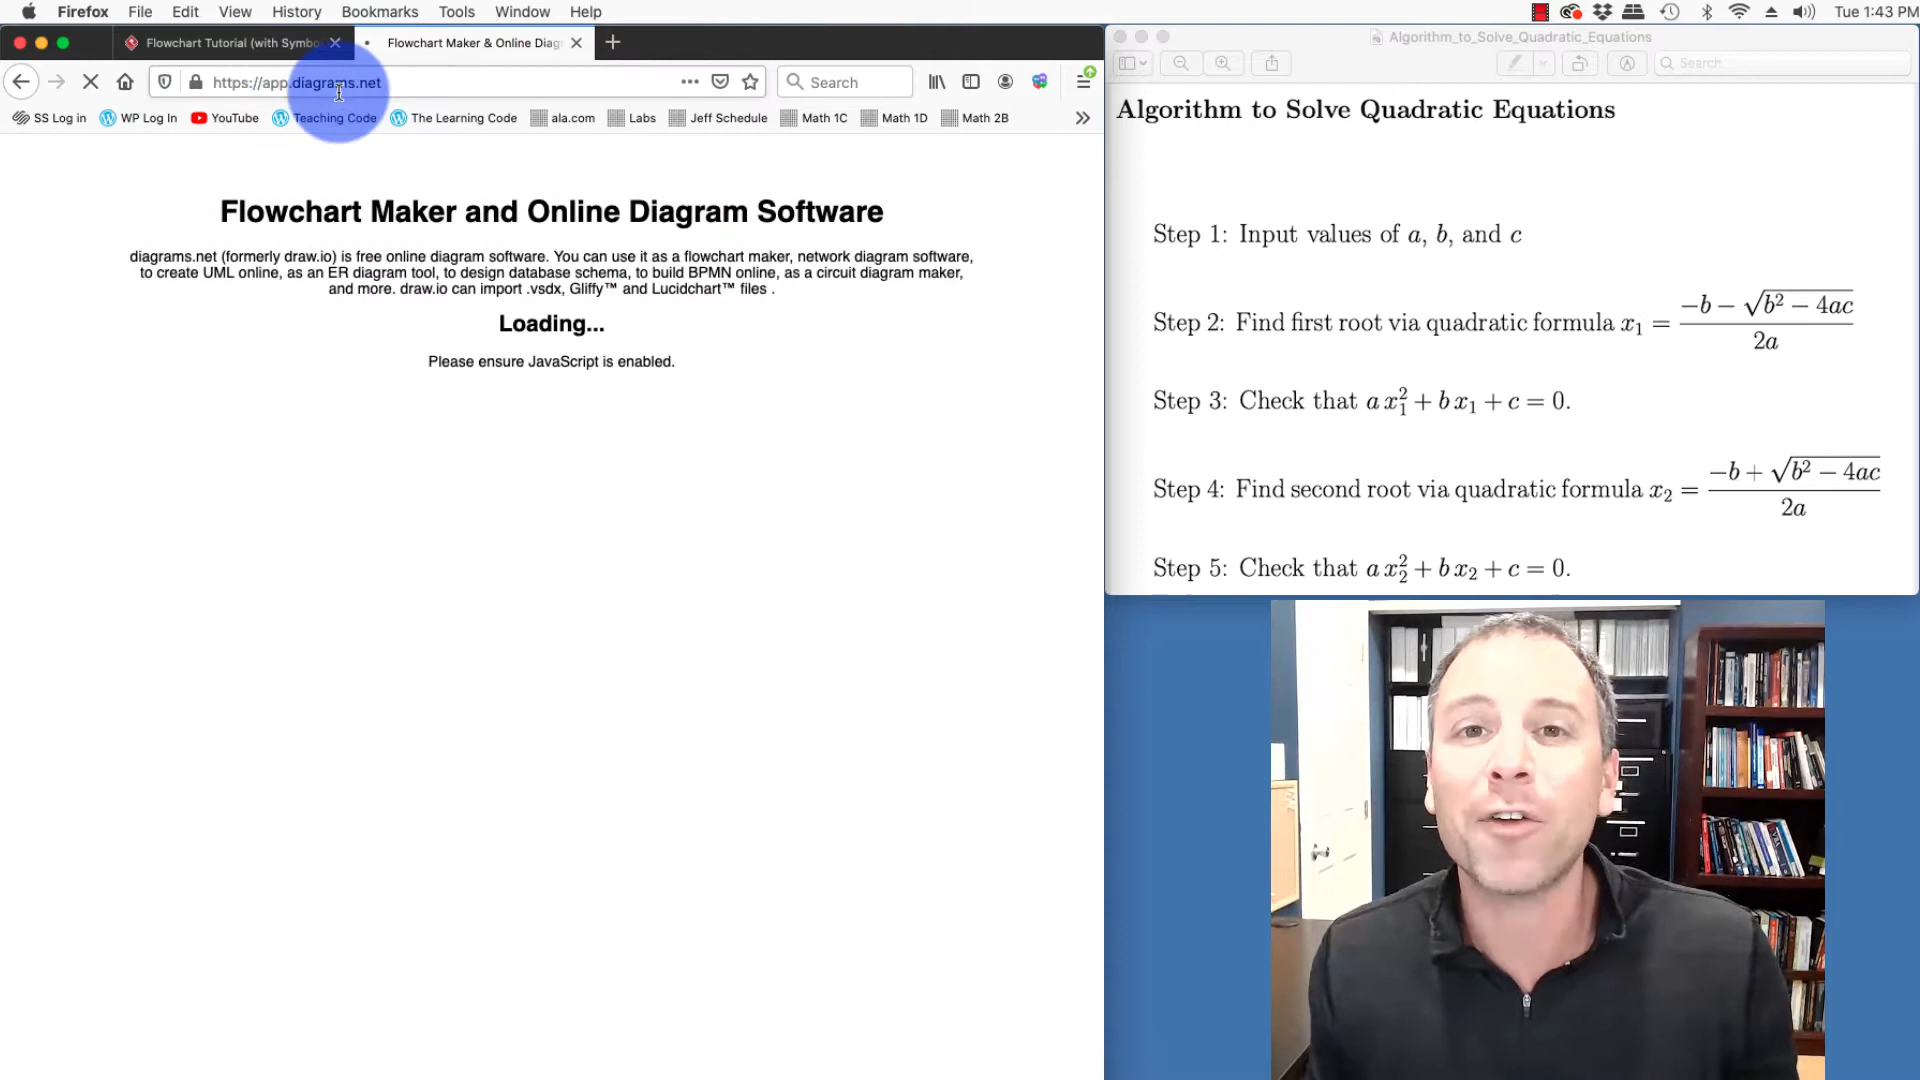 Firefox File Edit View History Bookmarks Tools Window Help Tue 1:43 PM
Flowchart Tutorial (with Symbo Flowchart Maker & Online Diag
https://app.diagrams.net Search
SS Log in WP Log In YouTube Teaching Code The Learning Code ala.com Labs Jeff Schedule Math 1C Math 1D Math 2B
Flowchart Maker and Online Diagram Software
diagrams.net (formerly draw.io) is free online diagram software. You can use it as a flowchart maker, network diagram software,
to create UML online, as an ER diagram tool, to design database schema, to build BPMN online, as a circuit diagram maker,
and more. draw.io can import .vsdx, Gliffy™ and Lucidchart™ files .
Loading...
Please ensure JavaScript is enabled.
Algorithm_to_Solve_Quadratic_Equations
Search
Algorithm to Solve Quadratic Equations
Step 1: Input values of a, b, and c
Step 2: Find first root via quadratic formula x₁ = (−b − √(b² − 4ac)) / 2a
Step 3: Check that a x₁² + b x₁ + c = 0.
Step 4: Find second root via quadratic formula x₂ = (−b + √(b² − 4ac)) / 2a
Step 5: Check that a x₂² + b x₂ + c = 0.